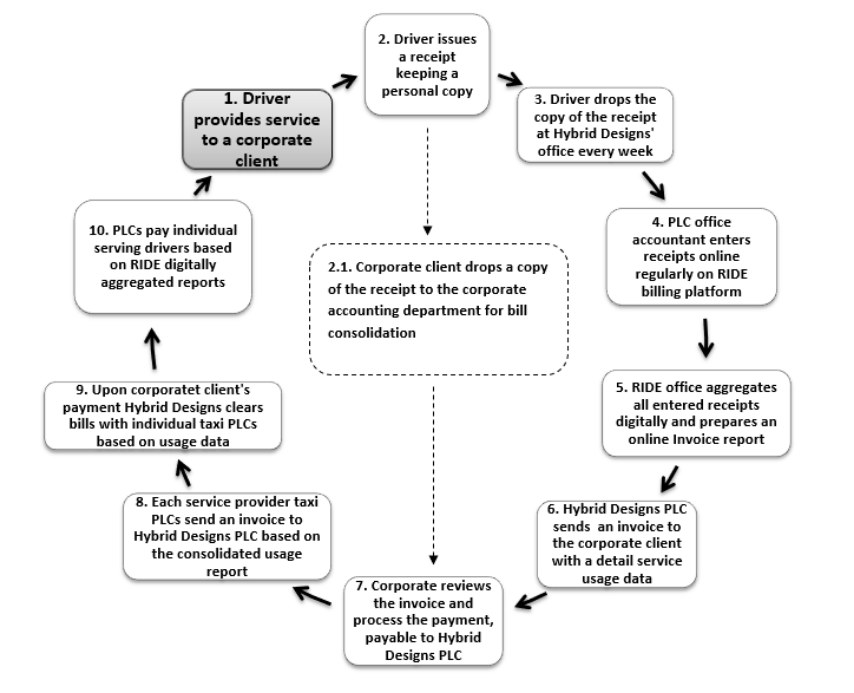 1. Driver
provides service
to a corporate
client
2. Driver issues
a receipt
keeping a
personal copy
3. Driver drops the
copy of the receipt
at Hybrid Designs'
office every week
4. PLC office
accountant enters
receipts online
regularly on RIDE
billing platform
5. RIDE office aggregates
all entered receipts
digitally and prepares an
online Invoice report
6. Hybrid Designs PLC
sends an invoice to
the corporate client
with a detail service
usage data
7. Corporate reviews
the invoice and
process the payment,
payable to Hybrid
Designs PLC
8. Each service provider taxi
PLCs send an invoice to
Hybrid Designs PLC based on
the consolidated usage
report
9. Upon corporatet client's
payment Hybrid Designs clears
bills with individual taxi PLCs
based on usage data
10. PLCs pay individual
serving drivers based
on RIDE digitally
aggregated reports
2.1. Corporate client drops a copy
of the receipt to the corporate
accounting department for bill
consolidation